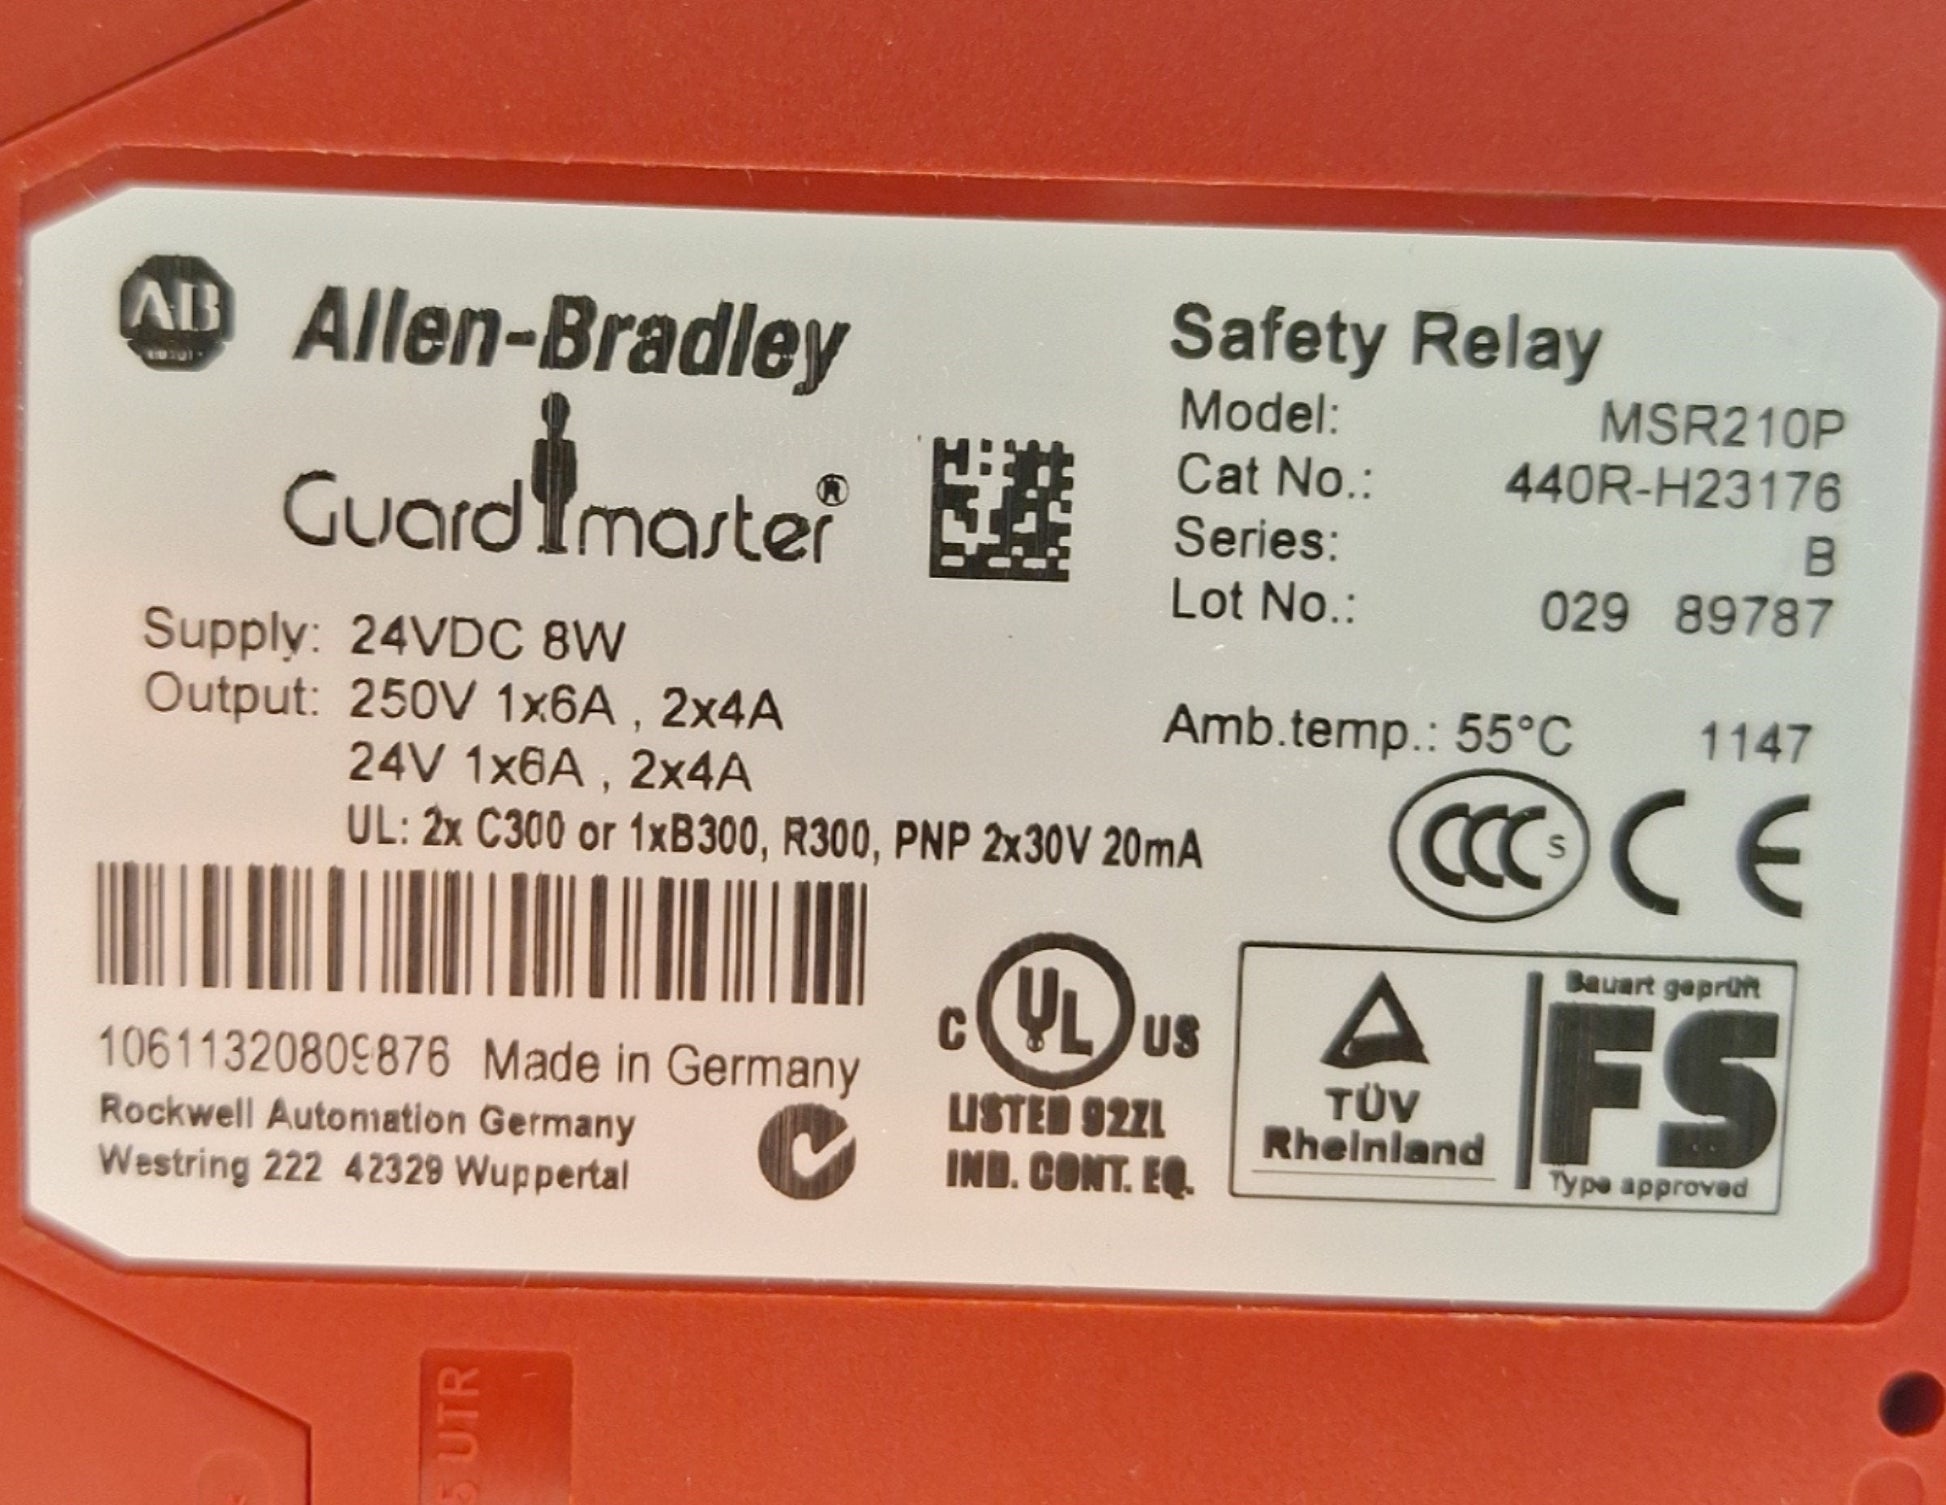 AB
Allen-Bradley
Guardmaster®
Safety Relay
Model: MSR210P
Cat No.: 440R-H23176
Series: B
Lot No.: 029 89787
Supply: 24VDC 8W
Output: 250V 1x6A , 2x4A
24V 1x6A , 2x4A
UL: 2x C300 or 1xB300, R300, PNP 2x30V 20mA
Amb.temp.: 55°C 1147
CCC S CE
10611320809876 Made in Germany
Rockwell Automation Germany
Westring 222 42329 Wuppertal
C UL US
LISTED 92ZL
IND. CONT. EQ.
TÜV
Rheinland
Bauart geprüft
FS
Type approved
UTR